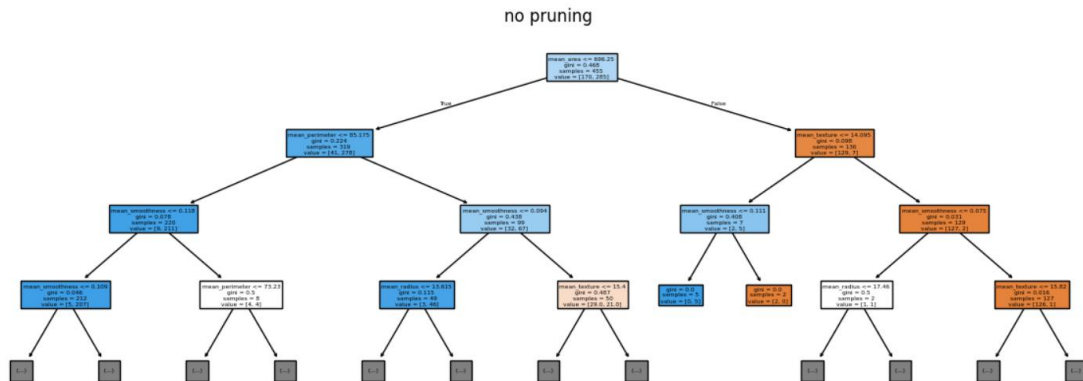 no pruning
mean_area <= 696.25
gini = 0.468
samples = 455
value = [170, 285]
True
False
mean_perimeter <= 85.175
gini = 0.224
samples = 319
value = [41, 278]
mean_texture <= 14.095
gini = 0.098
samples = 136
value = [129, 7]
mean_smoothness <= 0.118
gini = 0.078
samples = 220
value = [9, 211]
mean_smoothness <= 0.094
gini = 0.438
samples = 99
value = [32, 67]
mean_smoothness <= 0.111
gini = 0.408
samples = 7
value = [2, 5]
mean_smoothness <= 0.075
gini = 0.031
samples = 129
value = [127, 2]
mean_smoothness <= 0.109
gini = 0.046
samples = 212
value = [5, 207]
mean_perimeter <= 73.23
gini = 0.5
samples = 8
value = [4, 4]
mean_radius <= 13.635
gini = 0.115
samples = 49
value = [3, 46]
mean_texture <= 15.4
gini = 0.487
samples = 50
value = [29.0, 21.0]
gini = 0.0
samples = 5
value = [0, 5]
gini = 0.0
samples = 2
value = [2, 0]
mean_radius <= 17.46
gini = 0.5
samples = 2
value = [1, 1]
mean_texture <= 15.82
gini = 0.016
samples = 127
value = [126, 1]
(...)
(...)
(...)
(...)
(...)
(...)
(...)
(...)
(...)
(...)
(...)
(...)